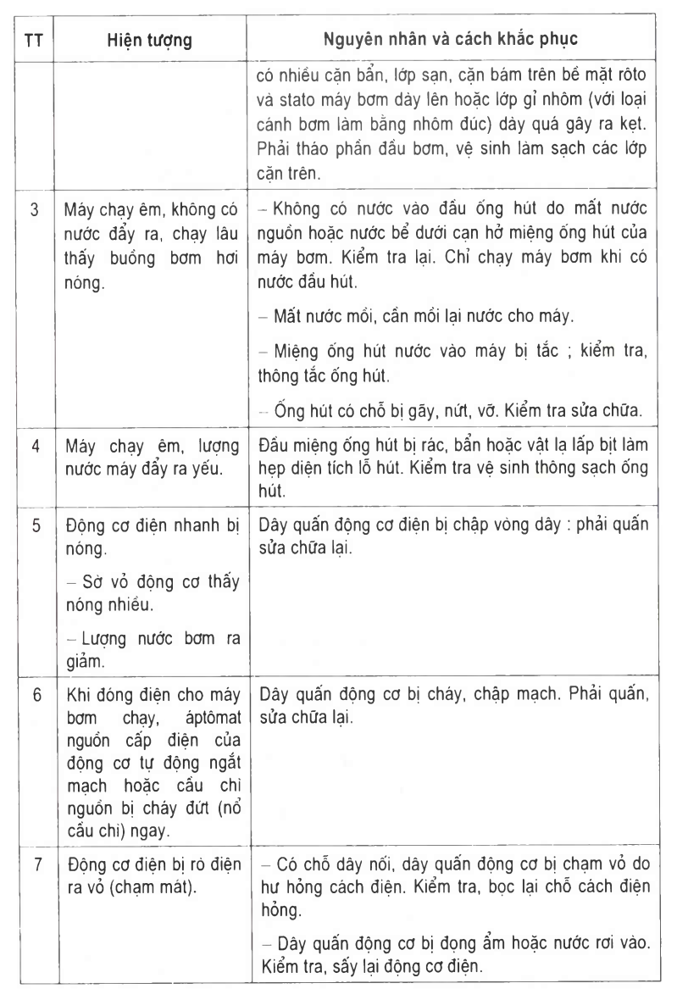 TT
Hiện tượng
Nguyên nhân và cách khắc phục
có nhiều cặn bẩn, lớp sạn, cặn bám trên bề mặt rôto
và stato máy bơm dày lên hoặc lớp gỉ nhôm (với loại
cánh bơm làm bằng nhôm đúc) dày quá gây ra kẹt.
Phải tháo phần đầu bơm, vệ sinh làm sạch các lớp
cặn trên.
3
Máy chạy êm, không có
nước đẩy ra, chạy lâu
thấy buồng bơm hơi
nóng.
– Không có nước vào đầu ống hút do mất nước
nguồn hoặc nước bể dưới cạn hở miệng ống hút của
máy bơm. Kiểm tra lại. Chỉ chạy máy bơm khi có
nước đầu hút.
– Mất nước mồi, cần mồi lại nước cho máy.
– Miệng ống hút nước vào máy bị tắc ; kiểm tra,
thông tắc ống hút.
– Ống hút có chỗ bị gãy, nứt, vỡ. Kiểm tra sửa chữa.
4
Máy chạy êm, lượng
nước máy đẩy ra yếu.
Đầu miệng ống hút bị rác, bẩn hoặc vật lạ lấp bịt làm
hẹp diện tích lỗ hút. Kiểm tra vệ sinh thông sạch ống
hút.
5
Động cơ điện nhanh bị
nóng.
– Sờ vỏ động cơ thấy
nóng nhiều.
– Lượng nước bơm ra
giảm.
Dây quấn động cơ điện bị chập vòng dây : phải quấn
sửa chữa lại.
6
Khi đóng điện cho máy
bơm chạy, áptômat
nguồn cấp điện của
động cơ tự động ngắt
mạch hoặc cầu chì
nguồn bị cháy đứt (nổ
cầu chì) ngay.
Dây quấn động cơ bị cháy, chập mạch. Phải quấn,
sửa chữa lại.
7
Động cơ điện bị rò điện
ra vỏ (chạm mát).
– Có chỗ dây nối, dây quấn động cơ bị chạm vỏ do
hư hỏng cách điện. Kiểm tra, bọc lại chỗ cách điện
hỏng.
– Dây quấn động cơ bị đọng ẩm hoặc nước rơi vào.
Kiểm tra, sấy lại động cơ điện.